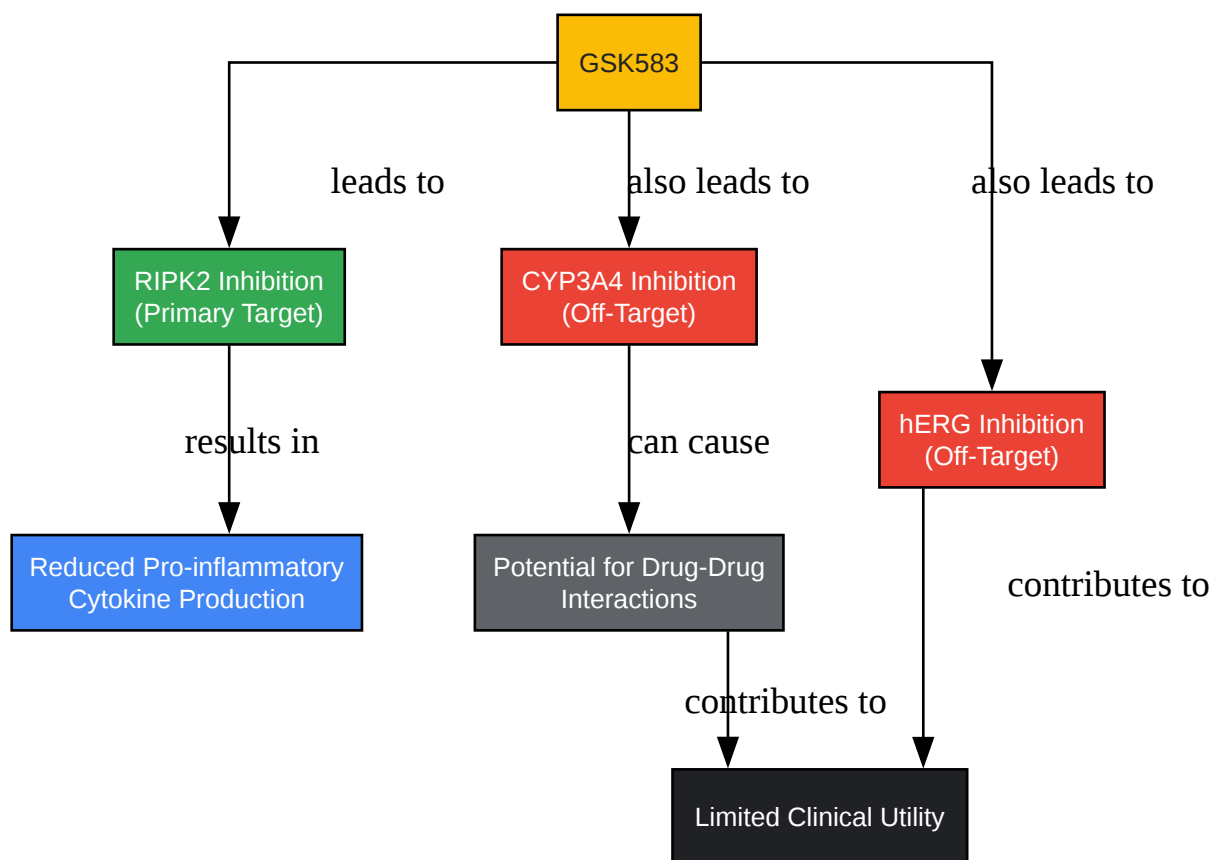 GSK583
leads to
also leads to
also leads to
RIPK2 Inhibition
(Primary Target)
CYP3A4 Inhibition
(Off-Target)
hERG Inhibition
(Off-Target)
results in
can cause
Reduced Pro-inflammatory
Cytokine Production
Potential for Drug-Drug
Interactions
contributes to
contributes to
Limited Clinical Utility